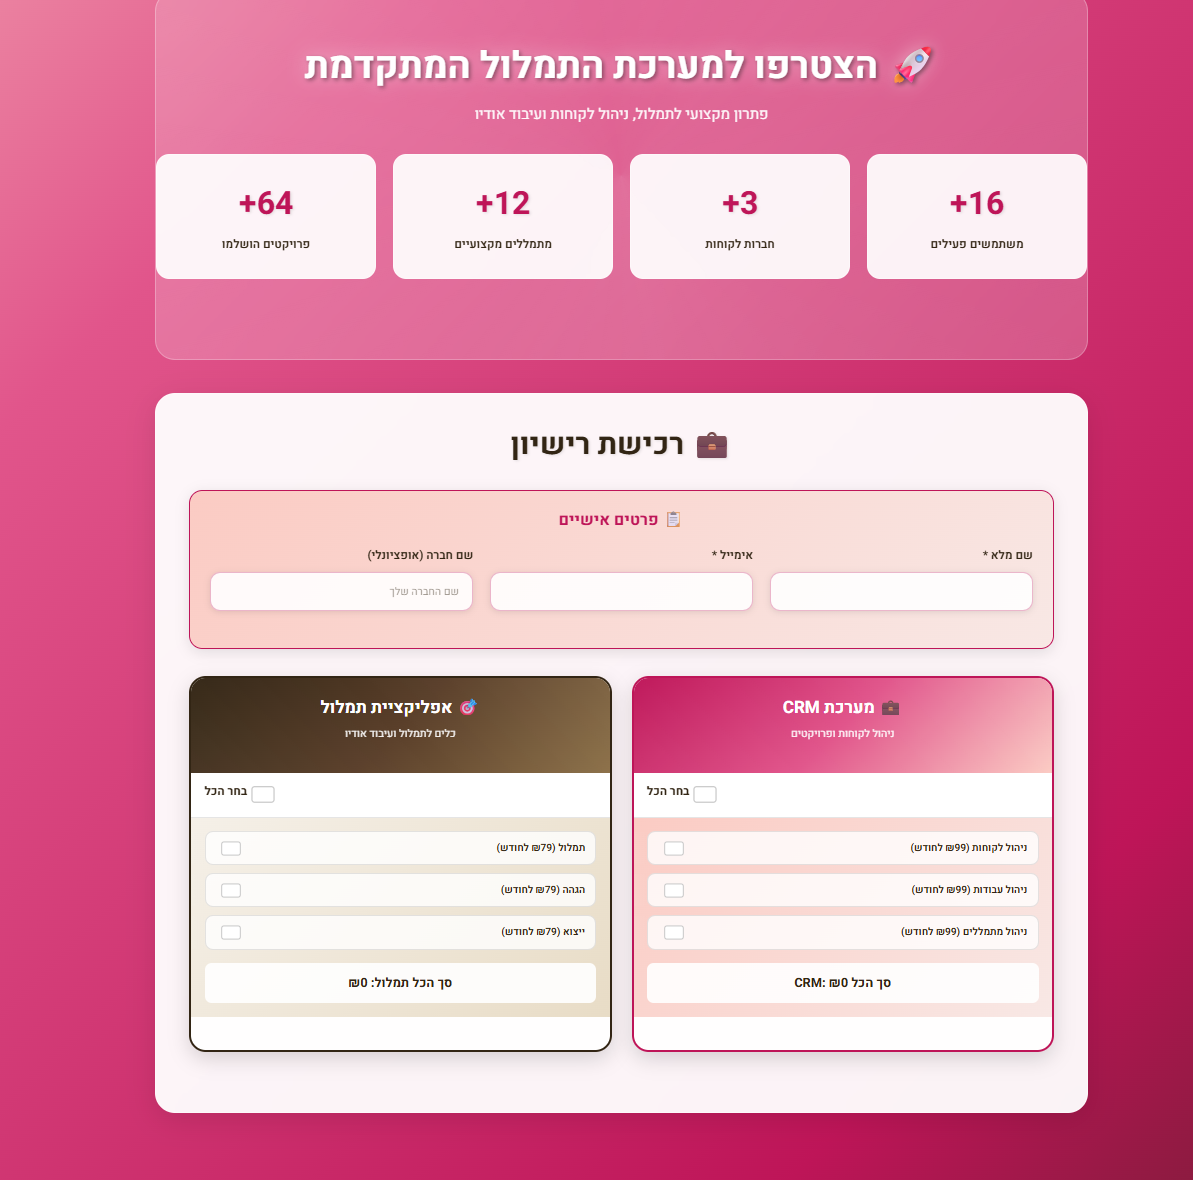 🚀 הצטרפו למערכת התמלול המתקדמת
פתרון מקצועי לתמלול, ניהול לקוחות ועיבוד אודיו
16+
משתמשים פעילים
3+
חברות לקוחות
12+
מתמללים מקצועיים
64+
פרויקטים הושלמו
💼 רכישת רישיון
📋 פרטים אישיים
שם מלא *
אימייל *
שם חברה (אופציונלי)
שם החברה שלך
💼 מערכת CRM
ניהול לקוחות ופרויקטים
בחר הכל
ניהול לקוחות (₪99 לחודש)
ניהול עבודות (₪99 לחודש)
ניהול מתמללים (₪99 לחודש)
סך הכל CRM: ₪0
🎯 אפליקציית תמלול
כלים לתמלול ועיבוד אודיו
בחר הכל
תמלול (₪79 לחודש)
הגהה (₪79 לחודש)
ייצוא (₪79 לחודש)
סך הכל תמלול: ₪0